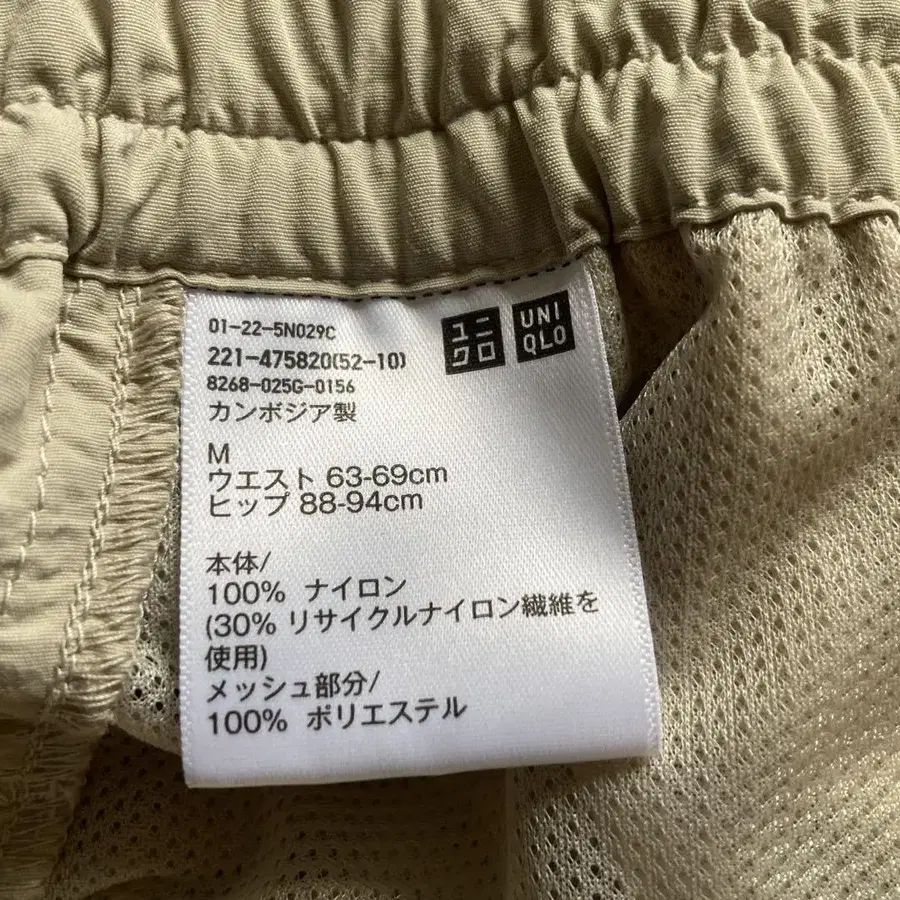 01-22-5N029C
221-475820(52-10)
8268-025G-0156
カンボジア製
ユニ
クロ
UNI
QLO
M
ウエスト 63-69cm
ヒップ 88-94cm
本体/
100% ナイロン
(30% リサイクルナイロン繊維を
使用)
メッシュ部分/
100% ポリエステル